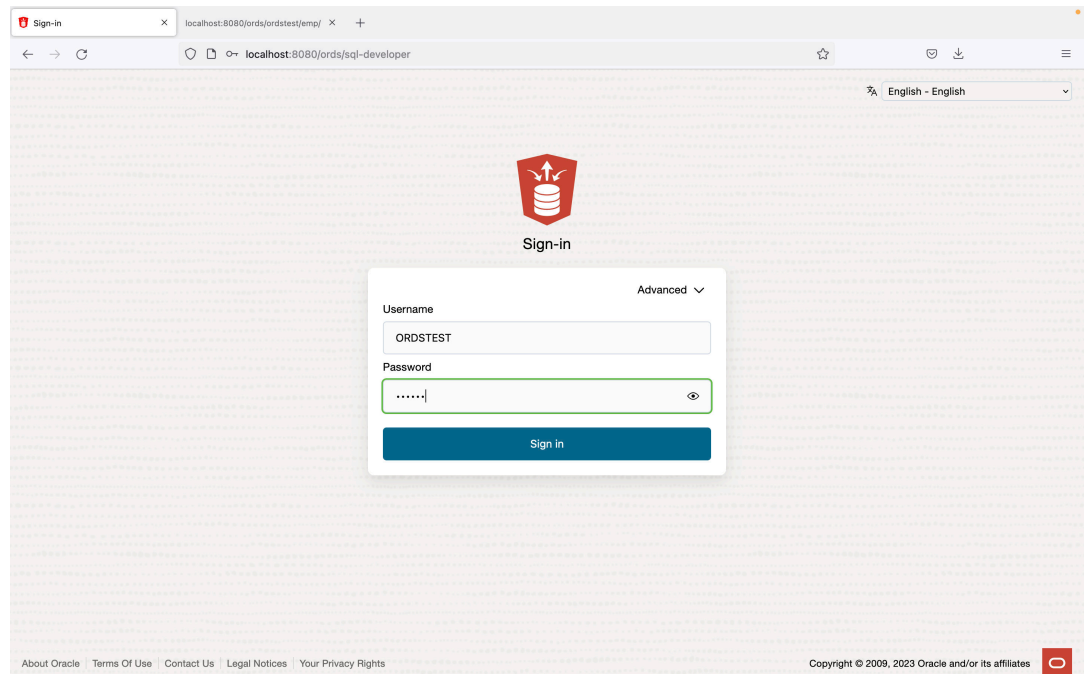 Sign-in
localhost:8080/ords/ordstest/emp/
localhost:8080/ords/sql-developer
English - English
Sign-in
Advanced
Username
ORDSTEST
Password
••••••
Sign in
About Oracle Terms Of Use Contact Us Legal Notices Your Privacy Rights
Copyright © 2009, 2023 Oracle and/or its affiliates